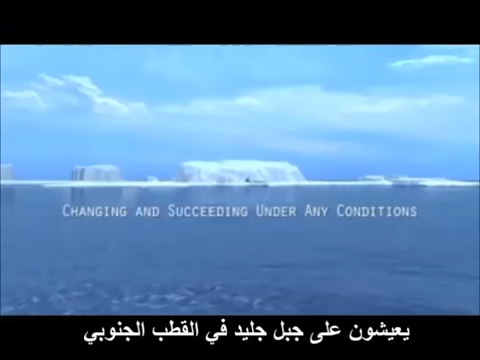 CHANGING AND SUCCEEDING UNDER ANY CONDITIONS
يعيشون على جبل جليد في القطب الجنوبي